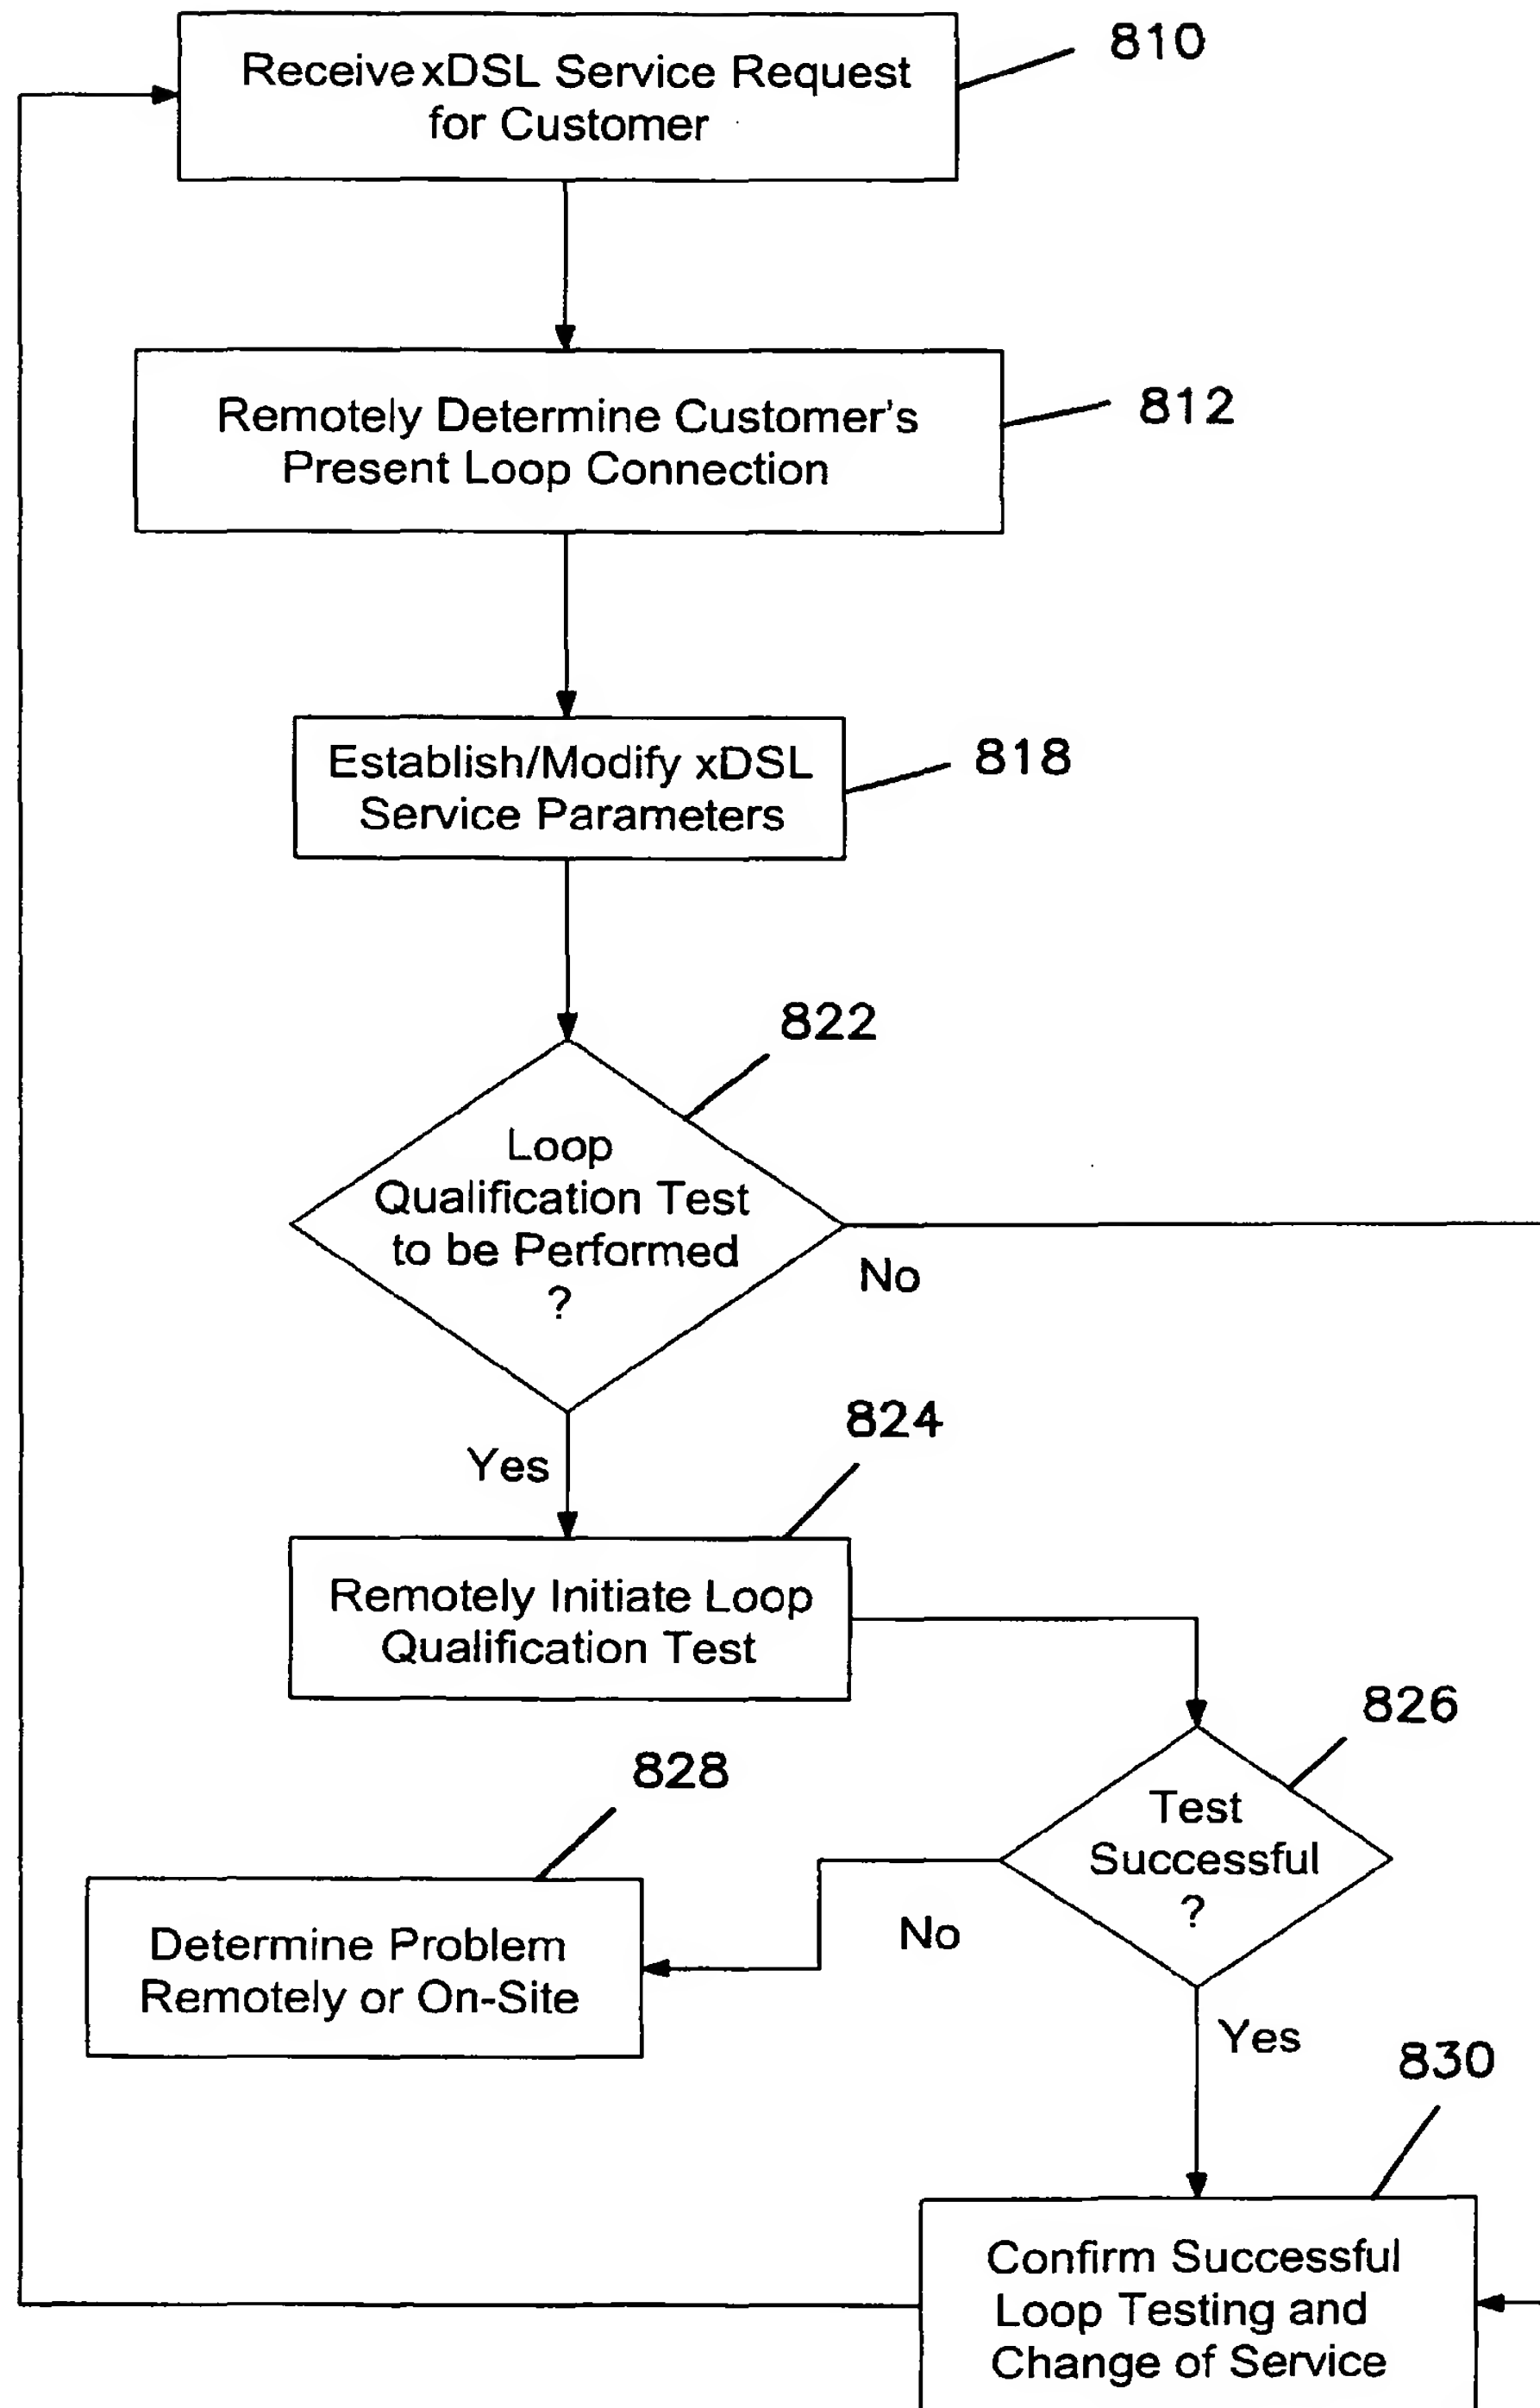 810
Receive xDSL Service Request
for Customer
812
Remotely Determine Customer's
Present Loop Connection
818
Establish/Modify xDSL
Service Parameters
822
Loop
Qualification Test
to be Performed
?
No
Yes
824
Remotely Initiate Loop
Qualification Test
826
Test
Successful
?
828
No
Determine Problem
Remotely or On-Site
Yes
830
Confirm Successful
Loop Testing and
Change of Service